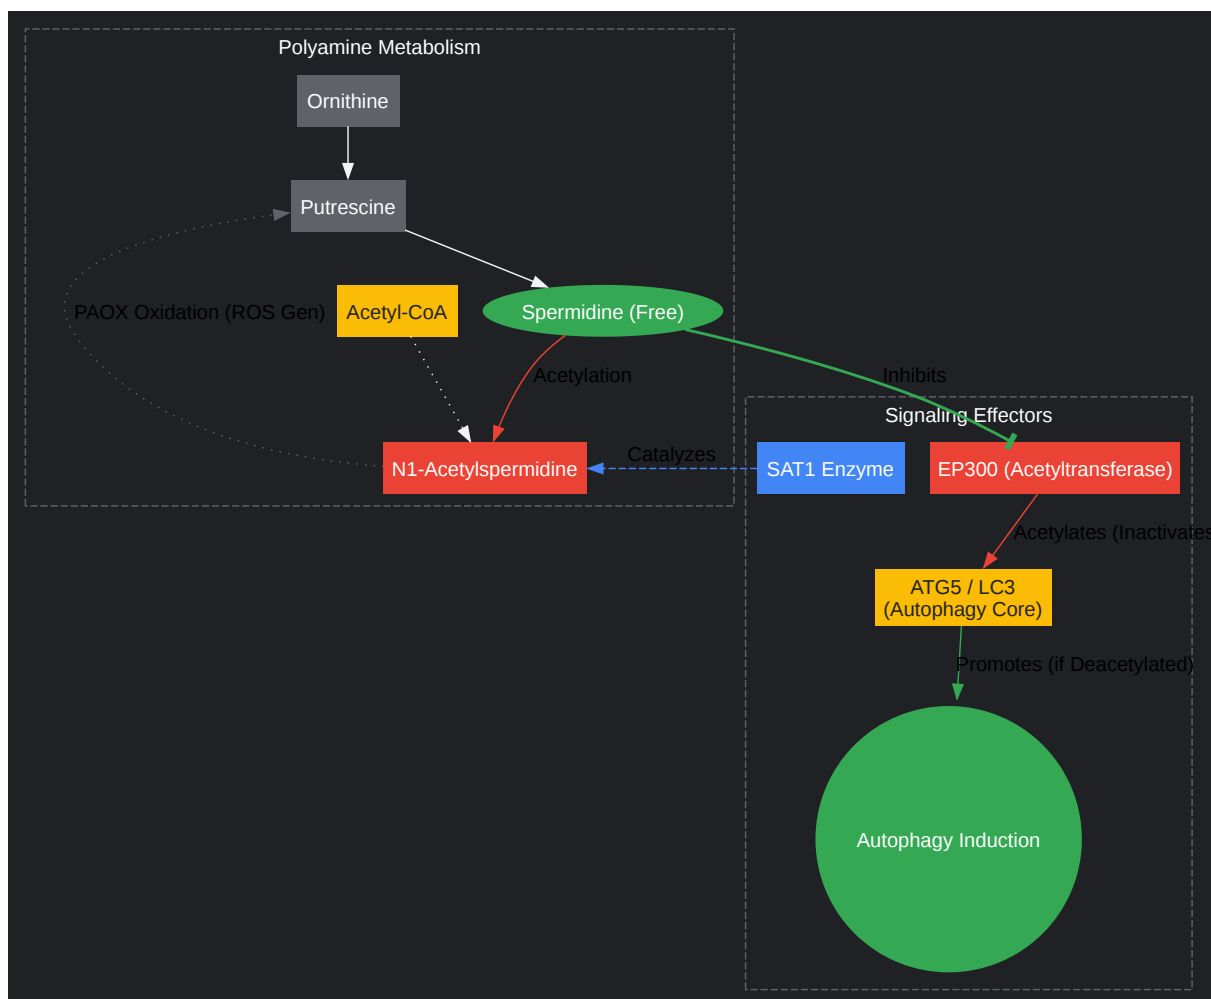 Polyamine Metabolism
Ornithine
Putrescine
PAOX Oxidation (ROS Gen)
Acetyl-CoA
Spermidine (Free)
Acetylation
Inhibits
Signaling Effectors
N1-Acetylspermidine
Catalyzes
SAT1 Enzyme
EP300 (Acetyltransferase)
Acetylates (Inactivates
ATG5 / LC3
(Autophagy Core)
Promotes (if Deacetylated)
Autophagy Induction